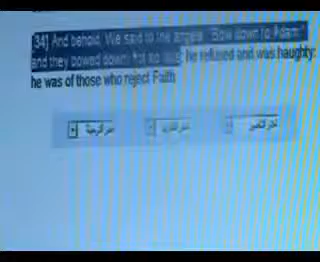 [34] And behold, We said to the angels: "Bow down to Adam"
and they bowed down. Not so Iblis: he refused and was haughty:
he was of those who reject Faith